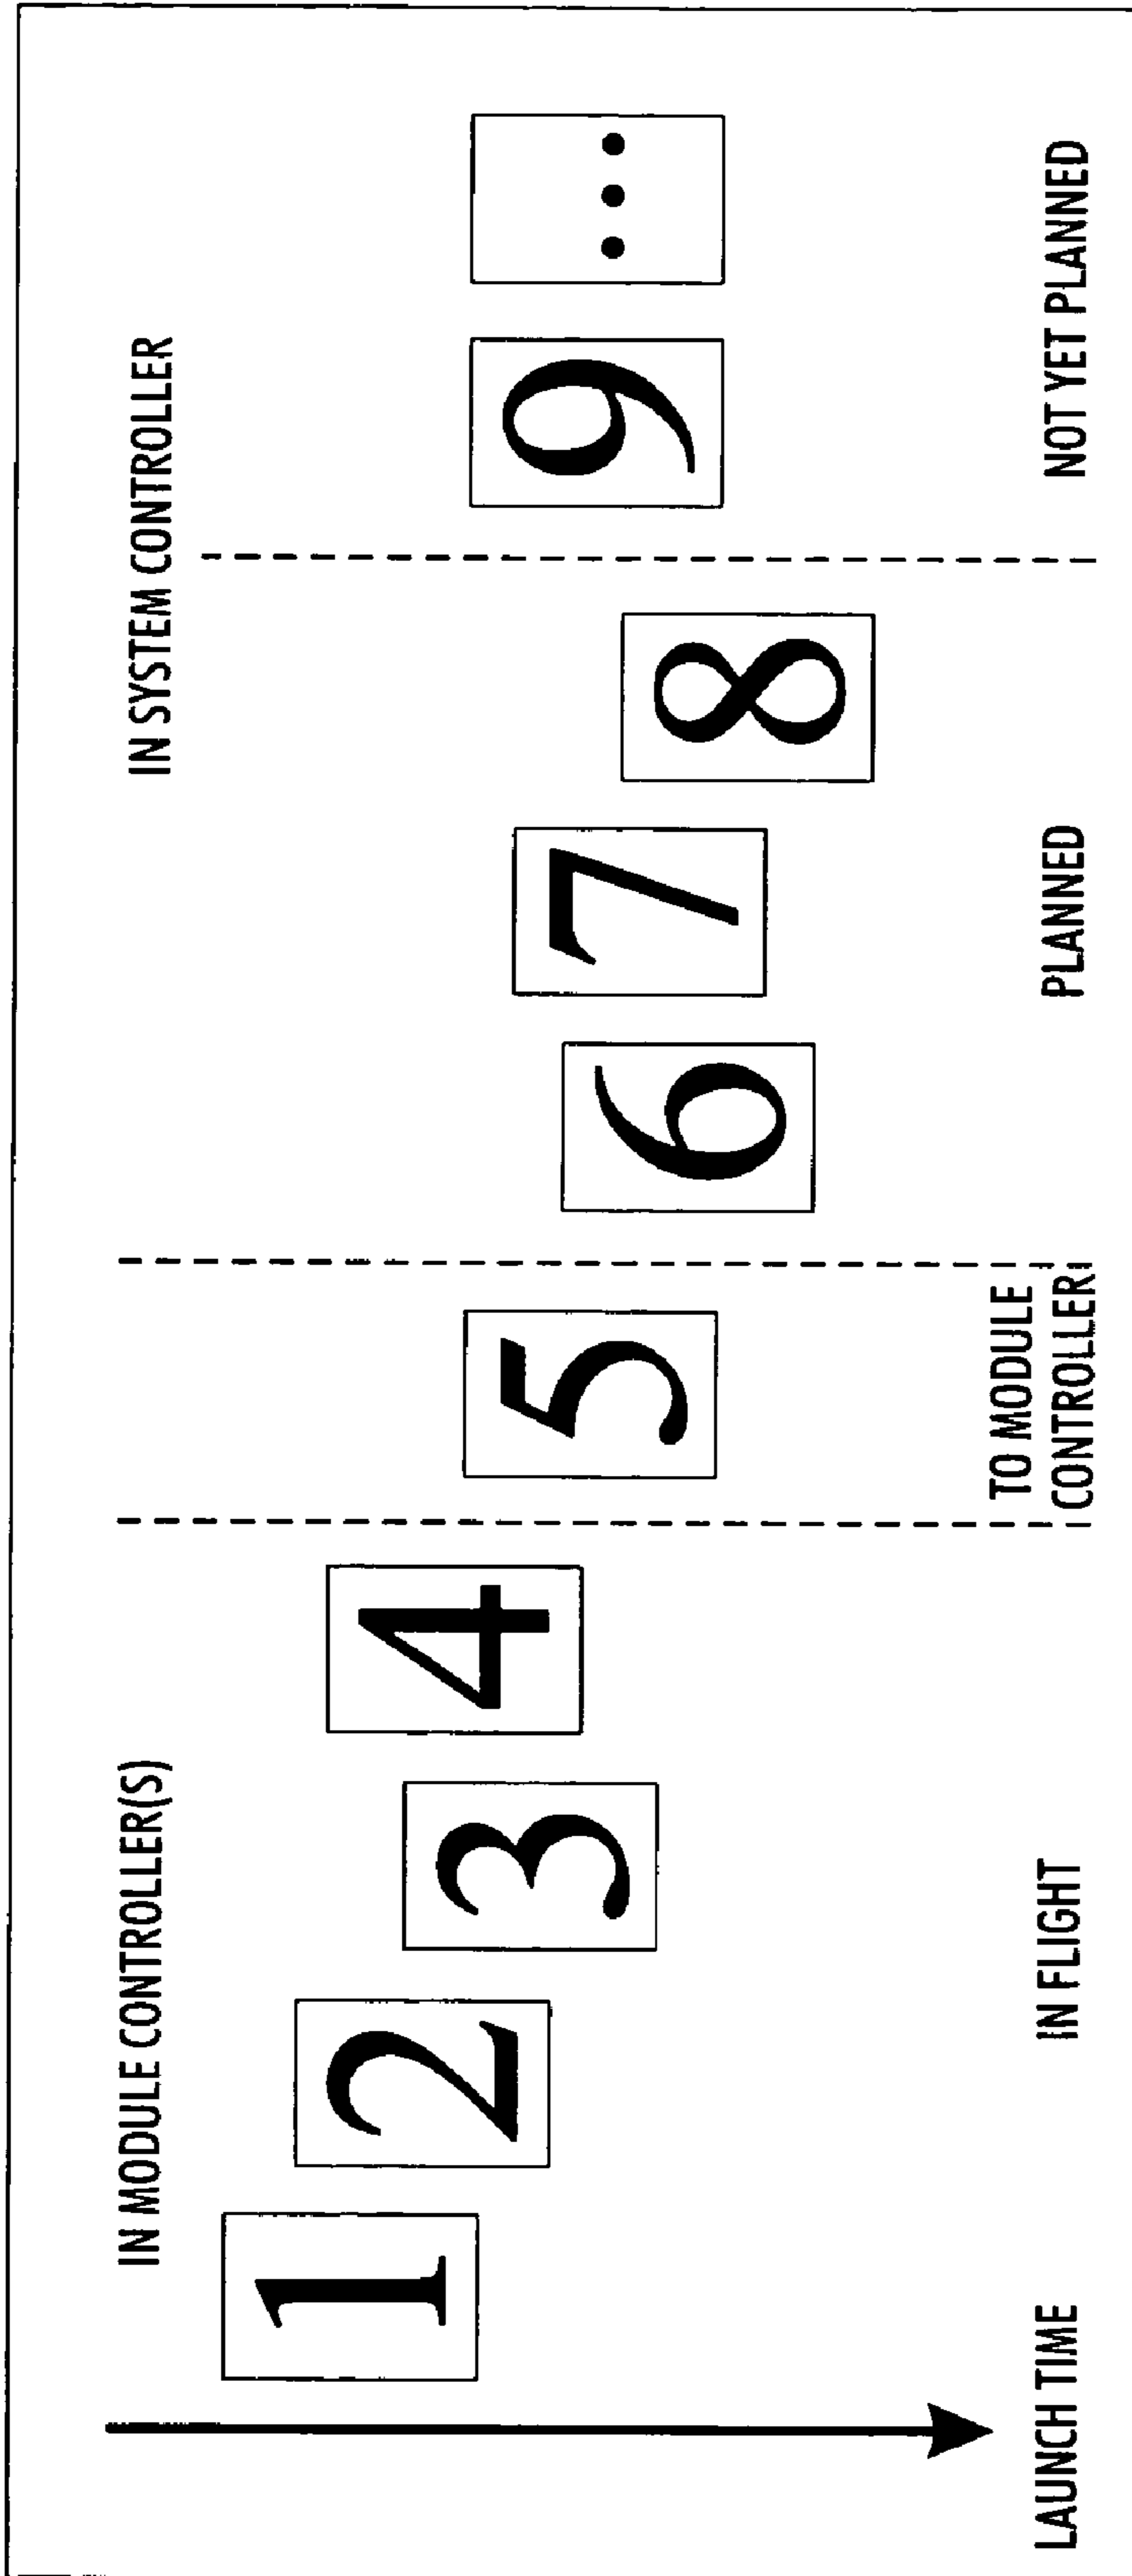 IN MODULE CONTROLLER(S)
IN SYSTEM CONTROLLER
1
2
3
4
5
6
7
8
9
...
LAUNCH TIME
IN FLIGHT
TO MODULE
CONTROLLER
PLANNED
NOT YET PLANNED